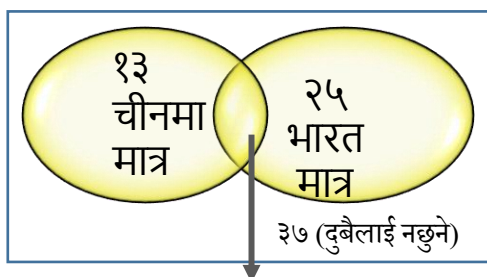 १३
चीनमा
मात्र
२५
भारत
मात्र
३७ (दुबैलाई नछुने)